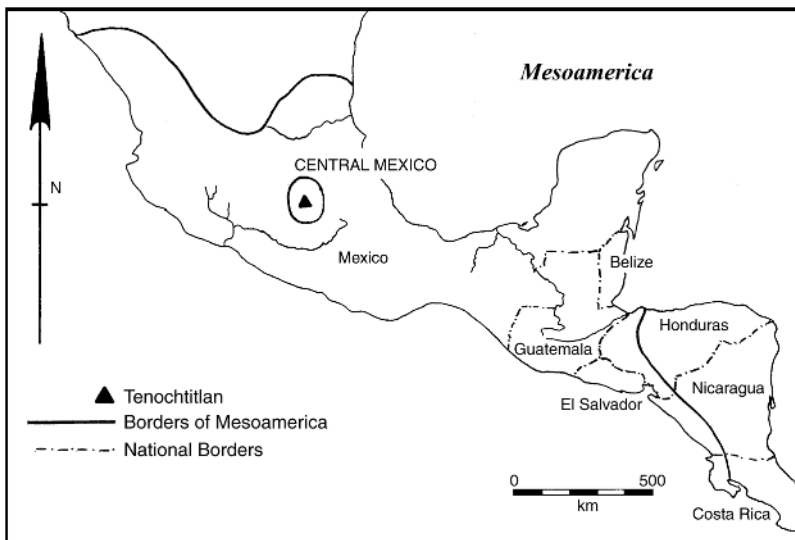 Mesoamerica
CENTRAL MEXICO
N
Mexico
Belize
Honduras
Guatemala
Nicaragua
El Salvador
Tenochtitlan
Borders of Mesoamerica
National Borders
0 500
km
Costa Rica